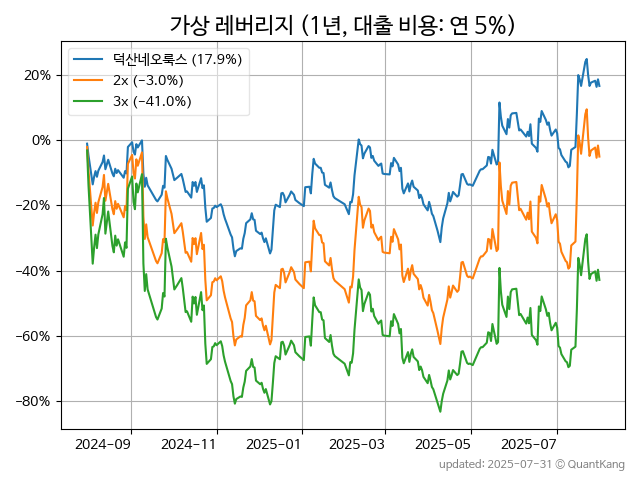 가상 레버리지 (1년, 대출 비용: 연 5%)
덕산네오룩스 (17.9%)
2x (-3.0%)
3x (-41.0%)
20%
0%
-20%
-40%
-60%
-80%
2024-09 2024-11 2025-01 2025-03 2025-05 2025-07
updated: 2025-07-31 © QuantKang